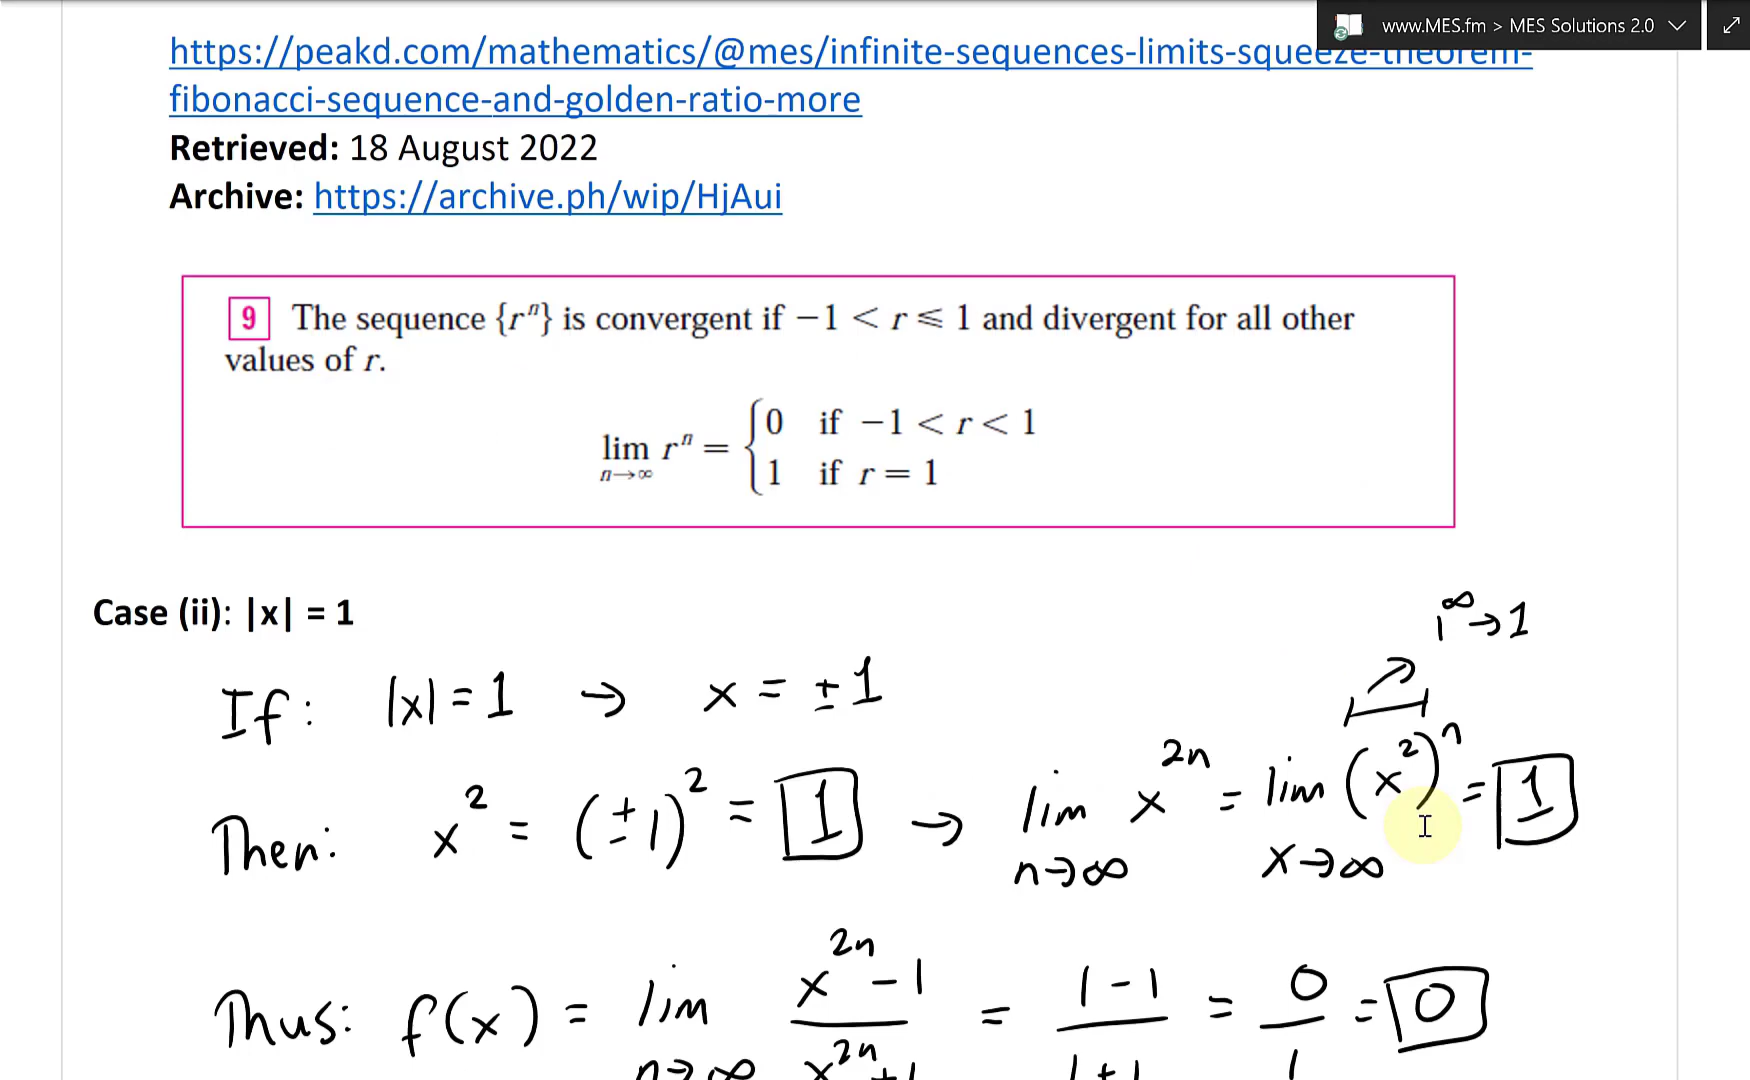 www.MES.fm > MES Solutions 2.0
https://peakd.com/mathematics/@mes/infinite-sequences-limits-squeeze-theorem-
fibonacci-sequence-and-golden-ratio-more
Retrieved: 18 August 2022
Archive: https://archive.ph/wip/HjAui
9 The sequence {rⁿ} is convergent if −1 < r ⩽ 1 and divergent for all other
values of r.
lim n→∞ rⁿ = { 0 if −1 < r < 1
1 if r = 1
Case (ii): |x| = 1
1^∞ → 1
If: |x| = 1 → x = ±1
Then: x² = (±1)² = 1 → lim n→∞ x^2n = lim x→∞ (x²)ⁿ = 1
Thus: f(x) = lim n→∞ (x^2n − 1)/(x^2n + 1) = (1 − 1)/(1 + 1) = 0/ = 0